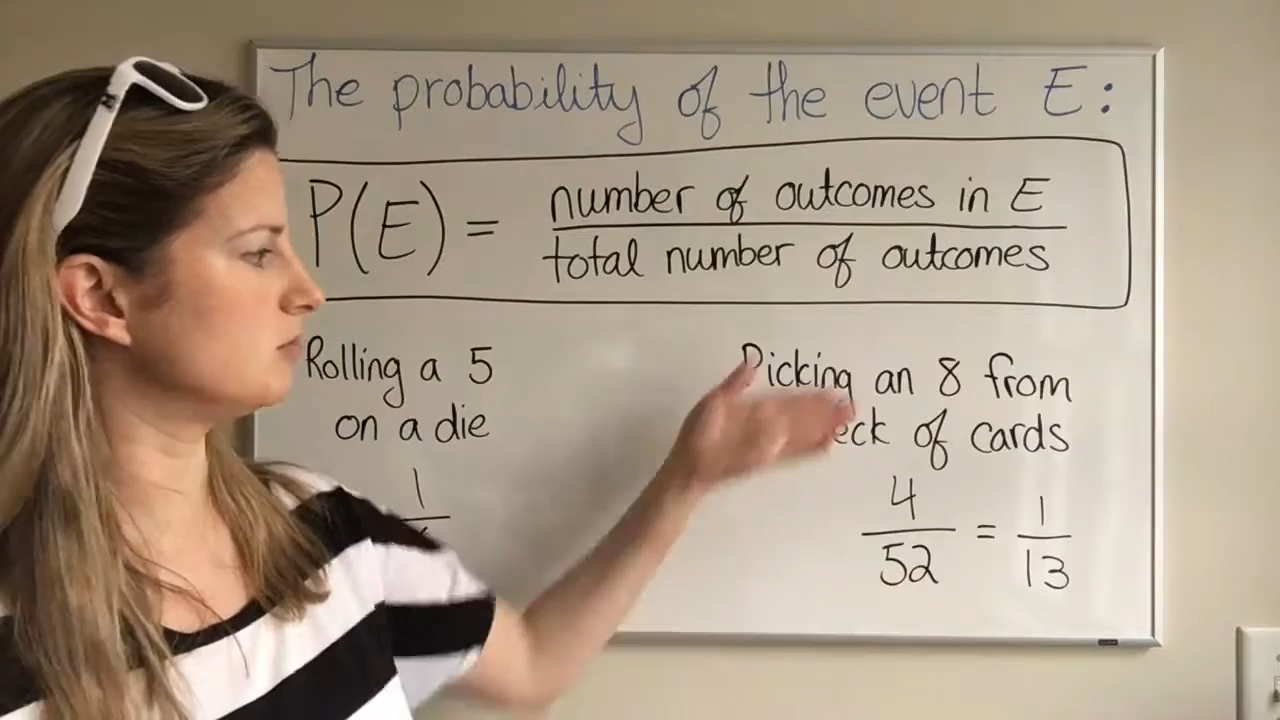 The probability of the event E:
P(E) = number of outcomes in E
total number of outcomes
Rolling a 5
on a die
1
Picking an 8 from
of cards
4/52 = 1/13